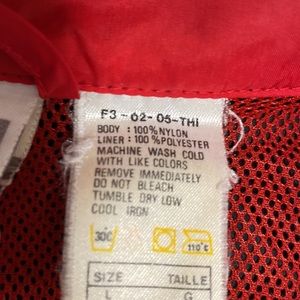 F3-02-05-THI
BODY : 100%NYLON
LINER : 100%POLYESTER
MACHINE WASH COLD
WITH LIKE COLORS
REMOVE IMMEDIATELY
DO NOT BLEACH
TUMBLE DRY LOW
COOL IRON
30C 110°C
SIZE TAILLE
L G